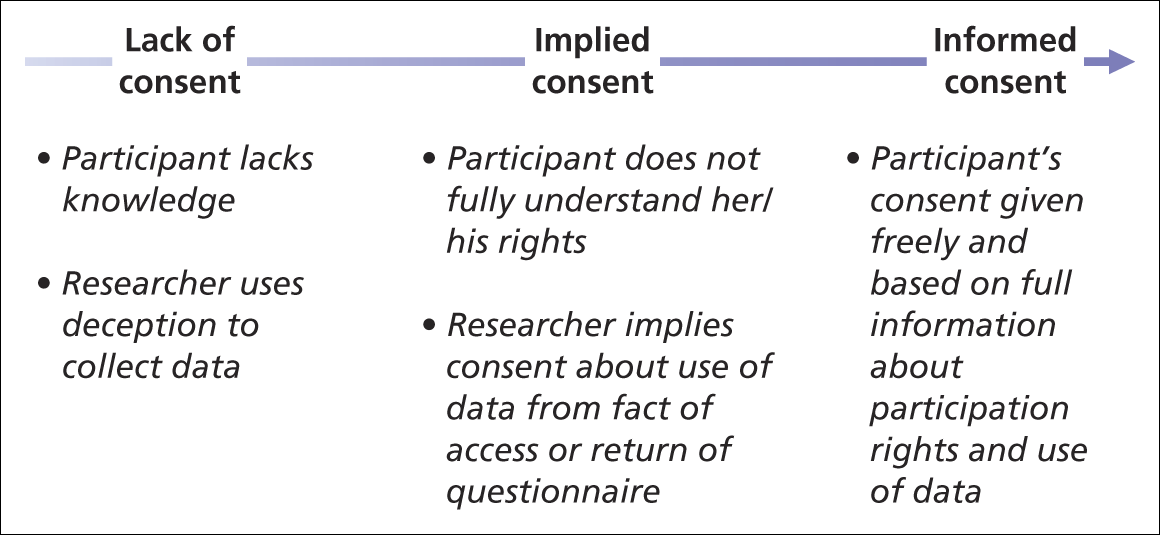 Lack of
consent
Implied
consent
Informed
consent
• Participant lacks
knowledge
• Researcher uses
deception to
collect data
• Participant does not
fully understand her/
his rights
• Researcher implies
consent about use of
data from fact of
access or return of
questionnaire
• Participant’s
consent given
freely and
based on full
information
about
participation
rights and use
of data